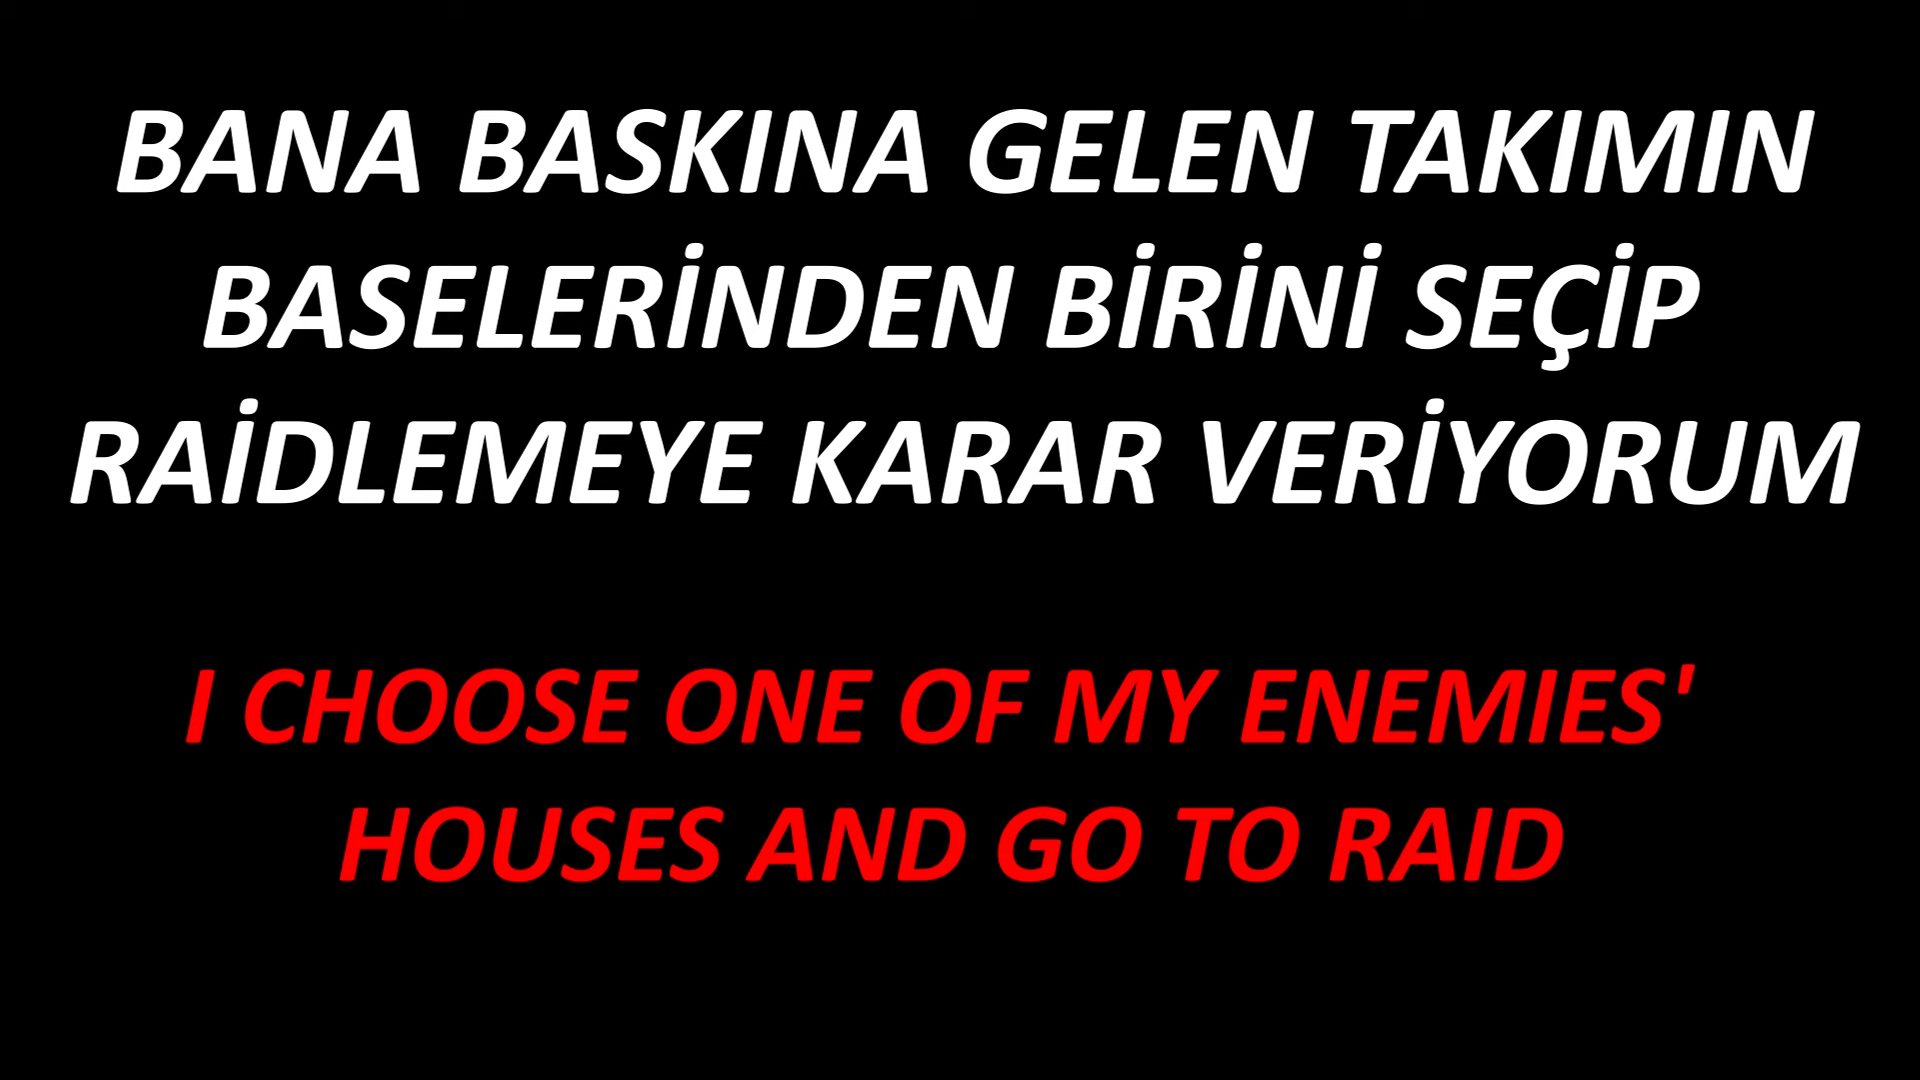 BANA BASKINA GELEN TAKIMIN
BASELERİNDEN BİRİNİ SEÇİP
RAİDLEMEYE KARAR VERİYORUM
I CHOOSE ONE OF MY ENEMIES'
HOUSES AND GO TO RAID